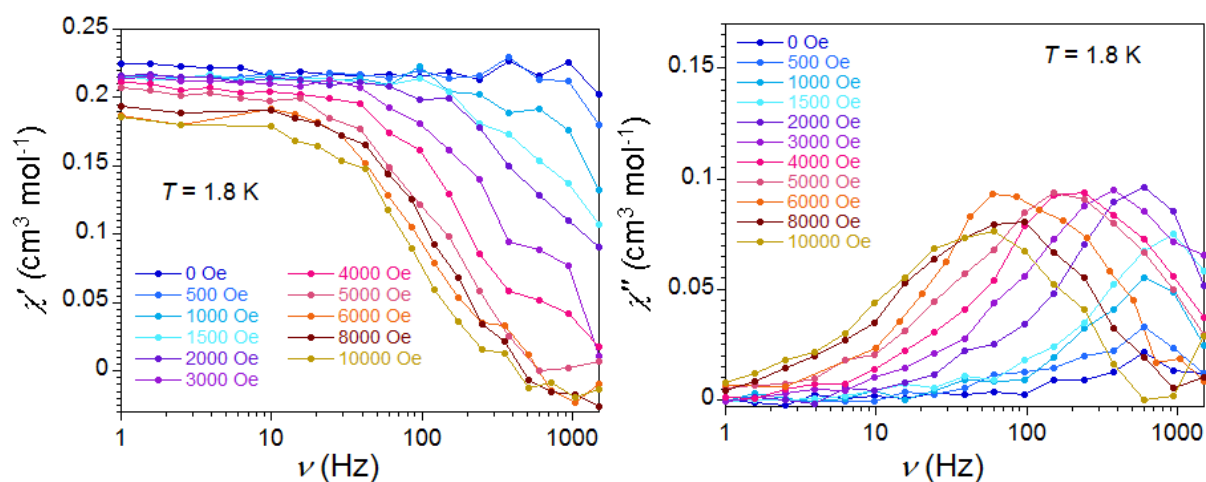 0.25
0.2
0.15
0.1
0.05
0
χ′ (cm³ mol⁻¹)
T = 1.8 K
0 Oe
500 Oe
1000 Oe
1500 Oe
2000 Oe
3000 Oe
4000 Oe
5000 Oe
6000 Oe
8000 Oe
10000 Oe
1 10 100 1000
ν (Hz)
0.15
0.1
0.05
0
χ″ (cm³ mol⁻¹)
0 Oe
500 Oe
1000 Oe
1500 Oe
2000 Oe
3000 Oe
4000 Oe
5000 Oe
6000 Oe
8000 Oe
10000 Oe
T = 1.8 K
1 10 100 1000
ν (Hz)